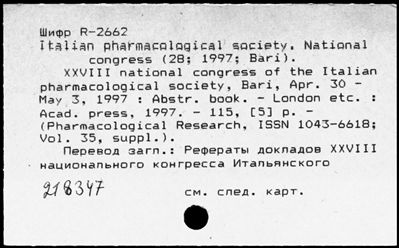 Шифр R-2662
Italian pharmacological society. National
congress (28; 1997; Bari).
XXVIII national congress of the Italian
pharmacological society, Bari, Apr. 30 -
May 3, 1997 : Abstr. book. - London etc. :
Acad. press, 1997. - 115, [5] p. -
(Pharmacological Research, ISSN 1043-6618;
Vol. 35, suppl.).
Перевод загл.: Рефераты докладов XXVIII
национального конгресса Итальянского
218347
см. след. карт.